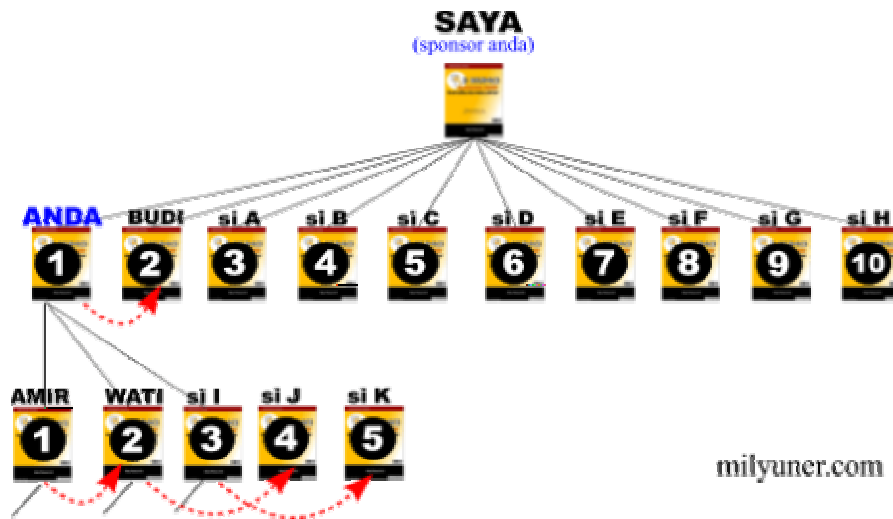 SAYA
(sponsor anda)
ANDA BUDI si A si B si C si D si E si F si G si H
1 2 3 4 5 6 7 8 9 10
AMIR WATI si I si J si K
1 2 3 4 5
milyuner.com